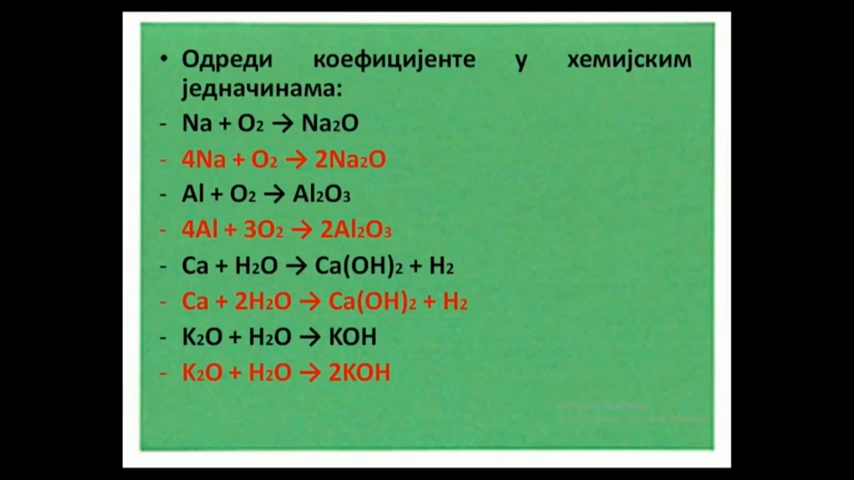 • Одреди коефицијенте у хемијским
једначинама:
- Na + O₂ → Na₂O
- 4Na + O₂ → 2Na₂O
- Al + O₂ → Al₂O₃
- 4Al + 3O₂ → 2Al₂O₃
- Ca + H₂O → Ca(OH)₂ + H₂
- Ca + 2H₂O → Ca(OH)₂ + H₂
- K₂O + H₂O → KOH
- K₂O + H₂O → 2KOH